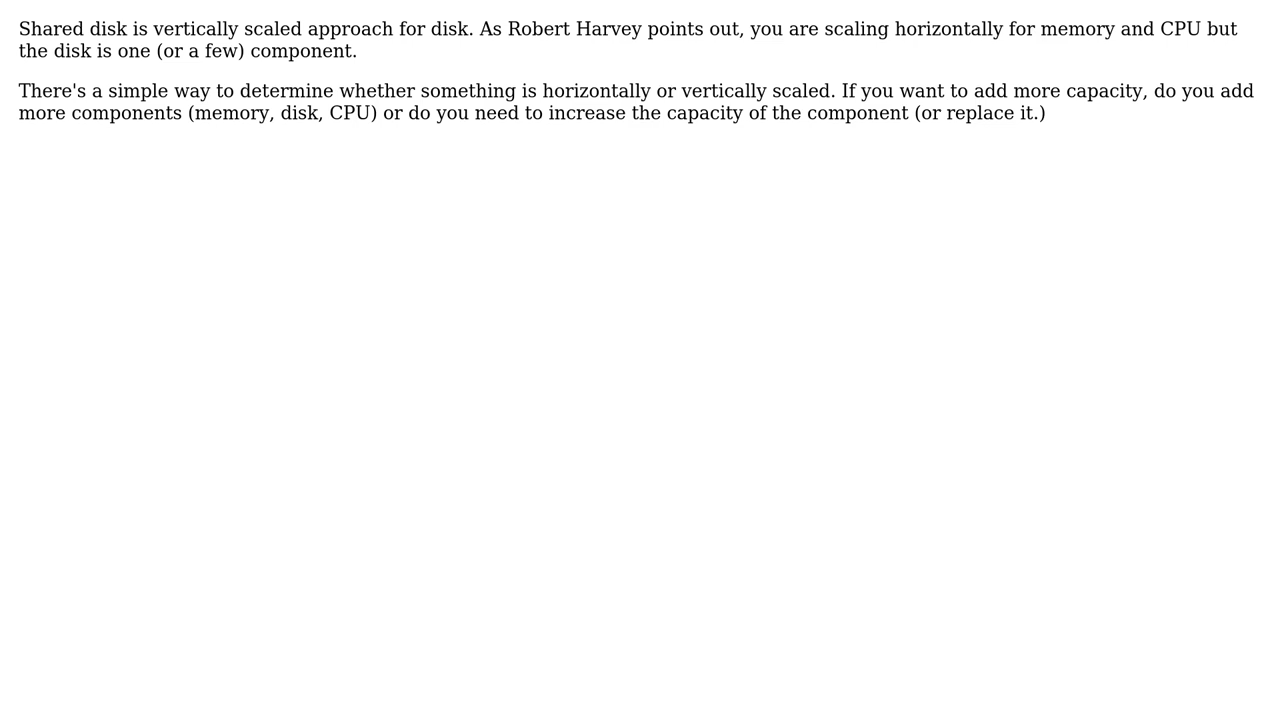 Shared disk is vertically scaled approach for disk. As Robert Harvey points out, you are scaling horizontally for memory and CPU but
the disk is one (or a few) component.
There's a simple way to determine whether something is horizontally or vertically scaled. If you want to add more capacity, do you add
more components (memory, disk, CPU) or do you need to increase the capacity of the component (or replace it.)